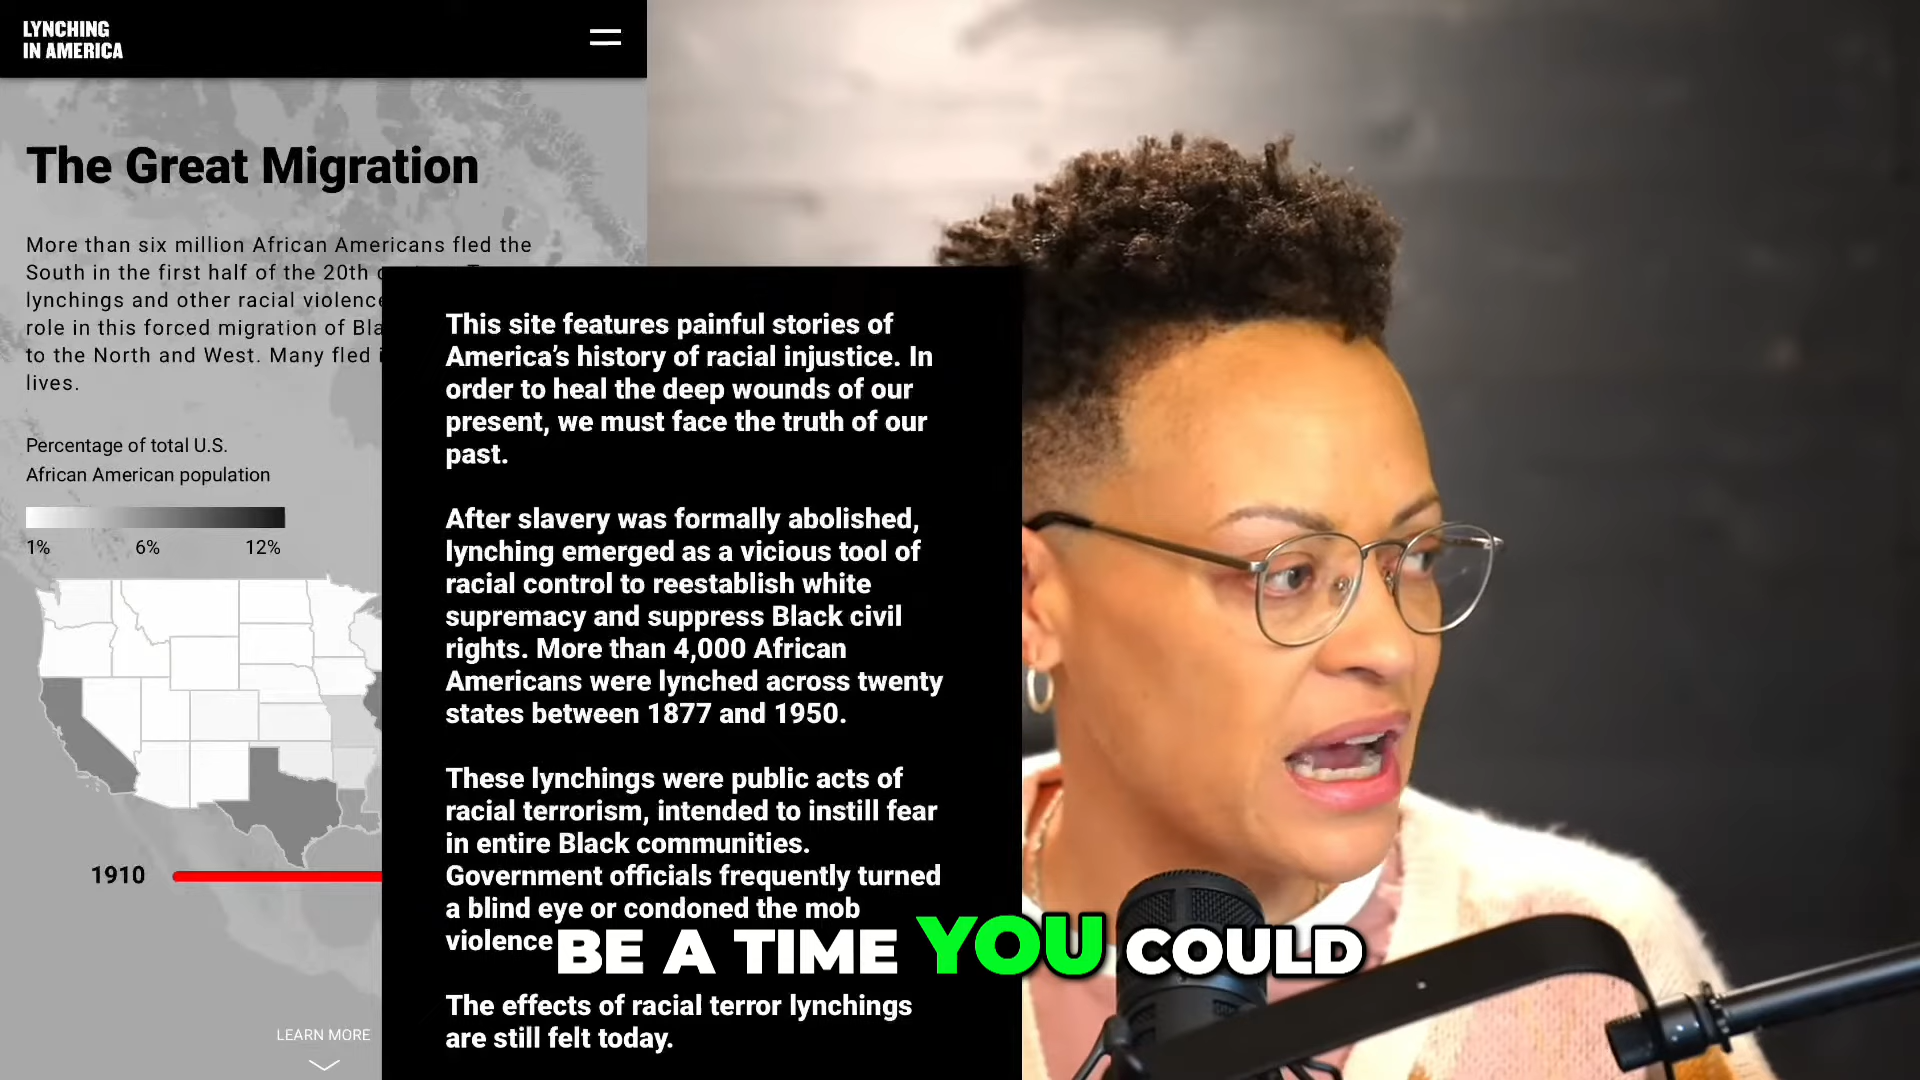 LYNCHING
IN AMERICA
The Great Migration
More than six million African Americans fled the
South in the first half of the 20th
lynchings and other racial violence
role in this forced migration of
to the North and West. Many fled
lives.
Percentage of total U.S.
African American population
1%
6%
12%
1910
LEARN MORE
This site features painful stories of
America’s history of racial injustice. In
order to heal the deep wounds of our
present, we must face the truth of our
past.
After slavery was formally abolished,
lynching emerged as a vicious tool of
racial control to reestablish white
supremacy and suppress Black civil
rights. More than 4,000 African
Americans were lynched across twenty
states between 1877 and 1950.
These lynchings were public acts of
racial terrorism, intended to instill fear
in entire Black communities.
Government officials frequently turned
a blind eye or condoned the mob
violence
BE A TIME YOU COULD
The effects of racial terror lynchings
are still felt today.